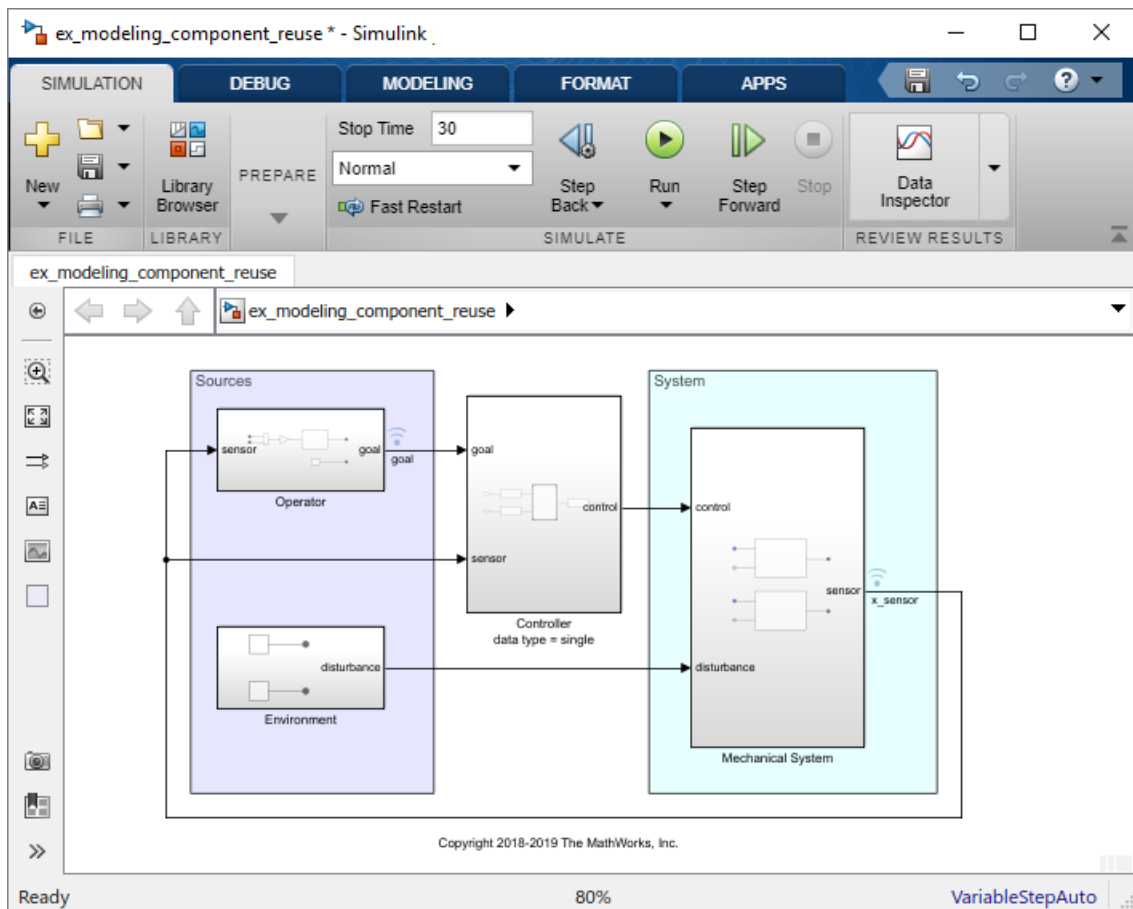 ex_modeling_component_reuse * - Simulink
SIMULATION DEBUG MODELING FORMAT APPS
?
New
FILE
Library
Browser
LIBRARY
PREPARE
Stop Time 30
Normal
Fast Restart
Step
Back
Run
Step
Forward
Stop
SIMULATE
Data
Inspector
REVIEW RESULTS
ex_modeling_component_reuse
ex_modeling_component_reuse
A
Sources
sensor
goal
goal
Operator
disturbance
Environment
goal
sensor
control
Controller
data type = single
System
control
disturbance
sensor
x_sensor
Mechanical System
Copyright 2018-2019 The MathWorks, Inc.
Ready 80% VariableStepAuto